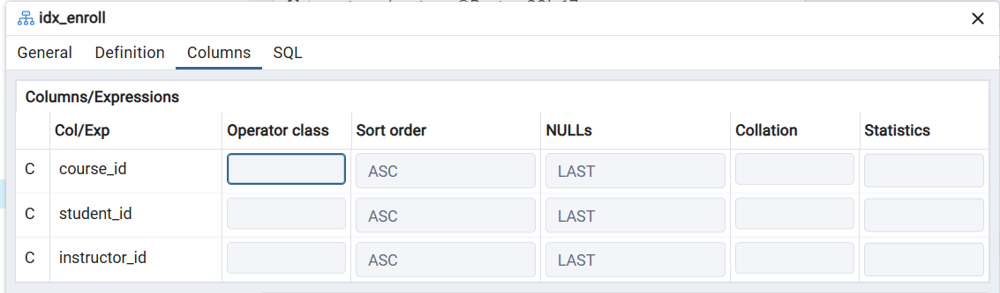 idx_enroll
General Definition Columns SQL
Columns/Expressions
Col/Exp Operator class Sort order NULLs Collation Statistics
C course_id ASC LAST
C student_id ASC LAST
C instructor_id ASC LAST